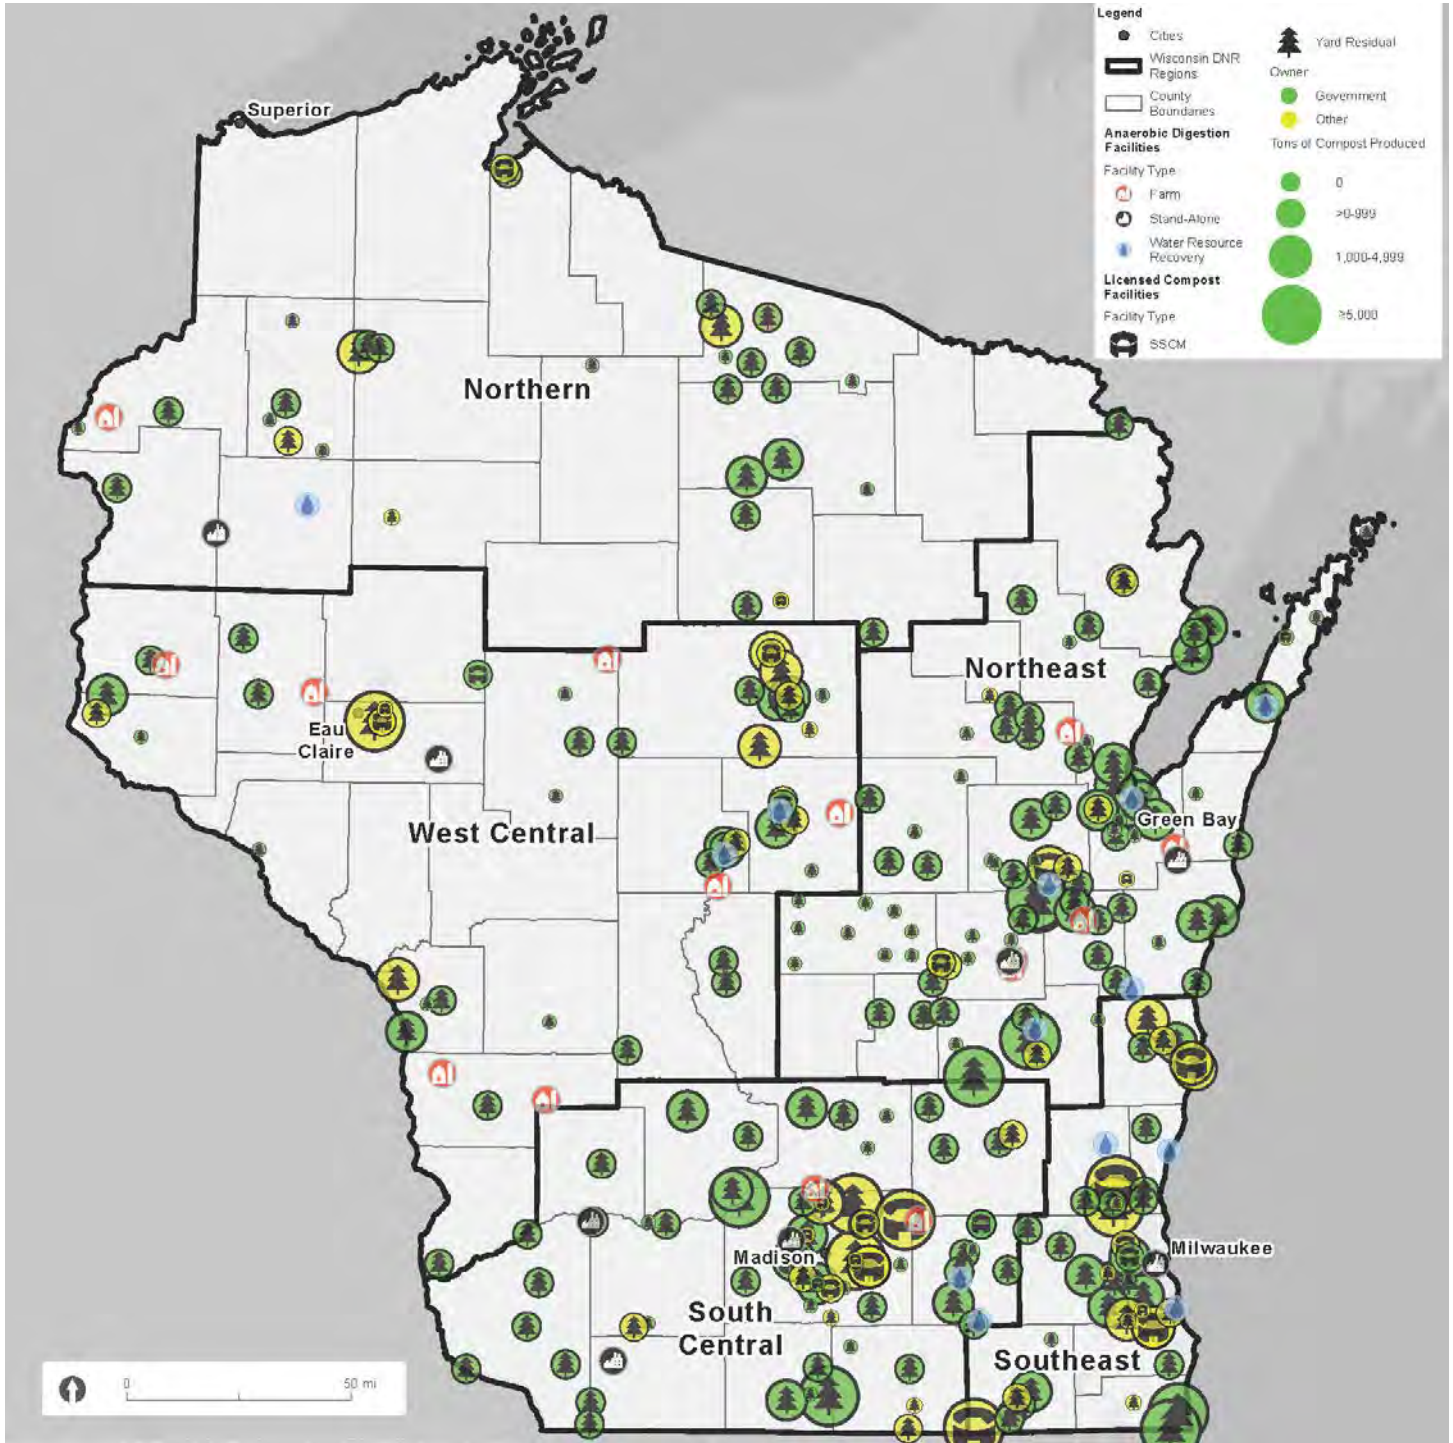 Legend
Cities
Wisconsin DNR
Regions
County
Boundaries
Anaerobic Digestion
Facilities
Facility Type
Farm
Stand-Alone
Water Resource
Recovery
Licensed Compost
Facilities
Facility Type
SSCM
Yard Residual
Owner
Government
Other
Tons of Compost Produced
0
>0-999
1,000-4,999
≥5,000
Superior
Northern
Northeast
Eau
Claire
West Central
Green Bay
Madison
Milwaukee
South
Central
Southeast
0
50 mi